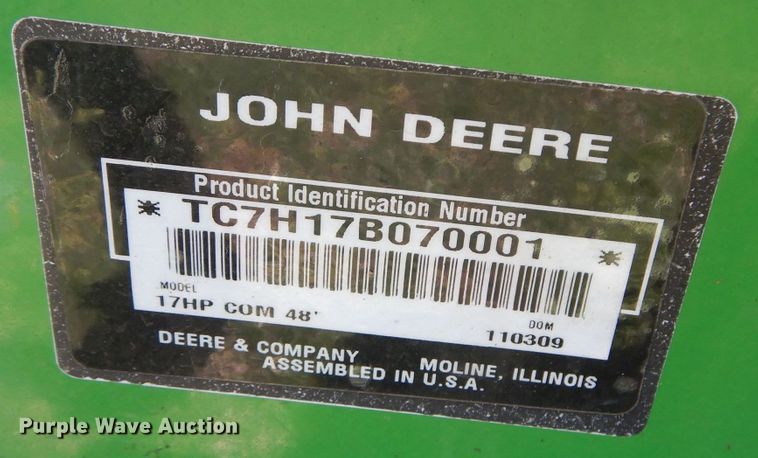 JOHN DEERE
Product Identification Number
* TC7H17B070001 *
MODEL
17HP COM 48'
DOM
110309
DEERE & COMPANY MOLINE, ILLINOIS
ASSEMBLED IN U.S.A.
Purple Wave Auction